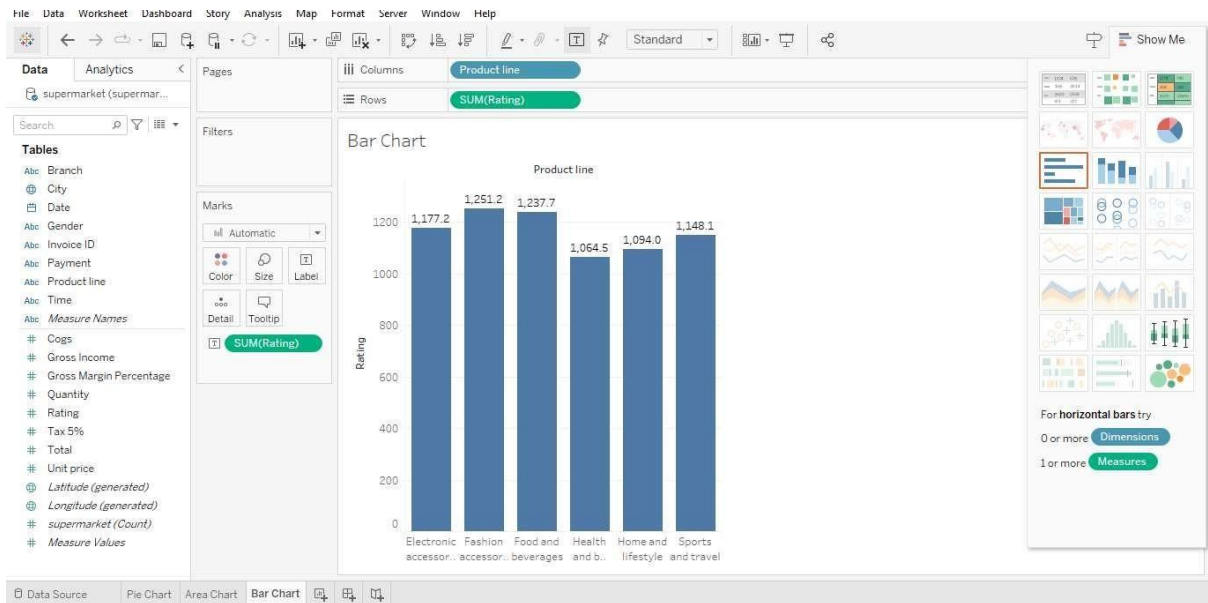 File Data Worksheet Dashboard Story Analysis Map Format Server Window Help
Standard
Show Me
Data Analytics
supermarket (supermar...
Search
Tables
Abc Branch
City
Date
Abc Gender
Abc Invoice ID
Abc Payment
Abc Product line
Abc Time
Abc Measure Names
# Cogs
# Gross Income
# Gross Margin Percentage
# Quantity
# Rating
# Tax 5%
# Total
# Unit price
Latitude (generated)
Longitude (generated)
# supermarket (Count)
# Measure Values
Pages
Filters
Marks
Automatic
Color Size Label
Detail Tooltip
SUM(Rating)
Columns Product line
Rows SUM(Rating)
Bar Chart
Product line
1,177.2 1,251.2 1,237.7 1,064.5 1,094.0 1,148.1
Rating
1200
1000
800
600
400
200
0
Electronic Fashion Food and Health Home and Sports
accessor.. accessor.. beverages and b.. lifestyle and travel
For horizontal bars try
0 or more Dimensions
1 or more Measures
Data Source Pie Chart Area Chart Bar Chart